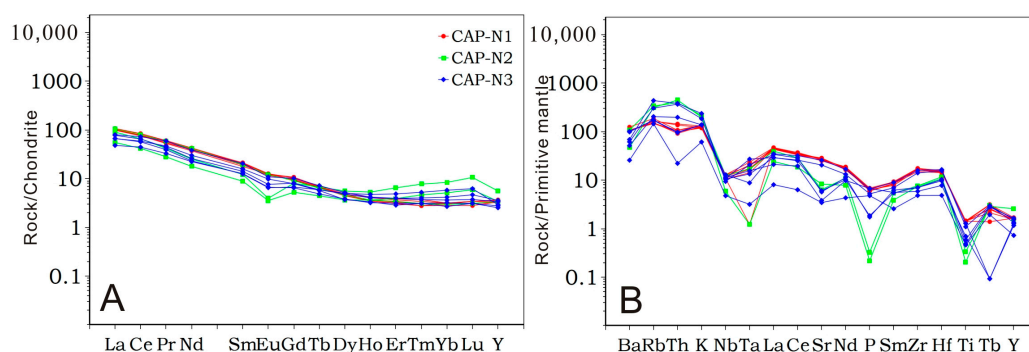 10,000
1000
100
10
1
0.1
Rock/Chondrite
CAP-N1
CAP-N2
CAP-N3
A
La Ce Pr Nd Sm Eu Gd Tb Dy Ho Er Tm Yb Lu Y
10,000
1000
100
10
1
0.1
Rock/Primitive mantle
B
Ba Rb Th K Nb Ta La Ce Sr Nd P Sm Zr Hf Ti Tb Y